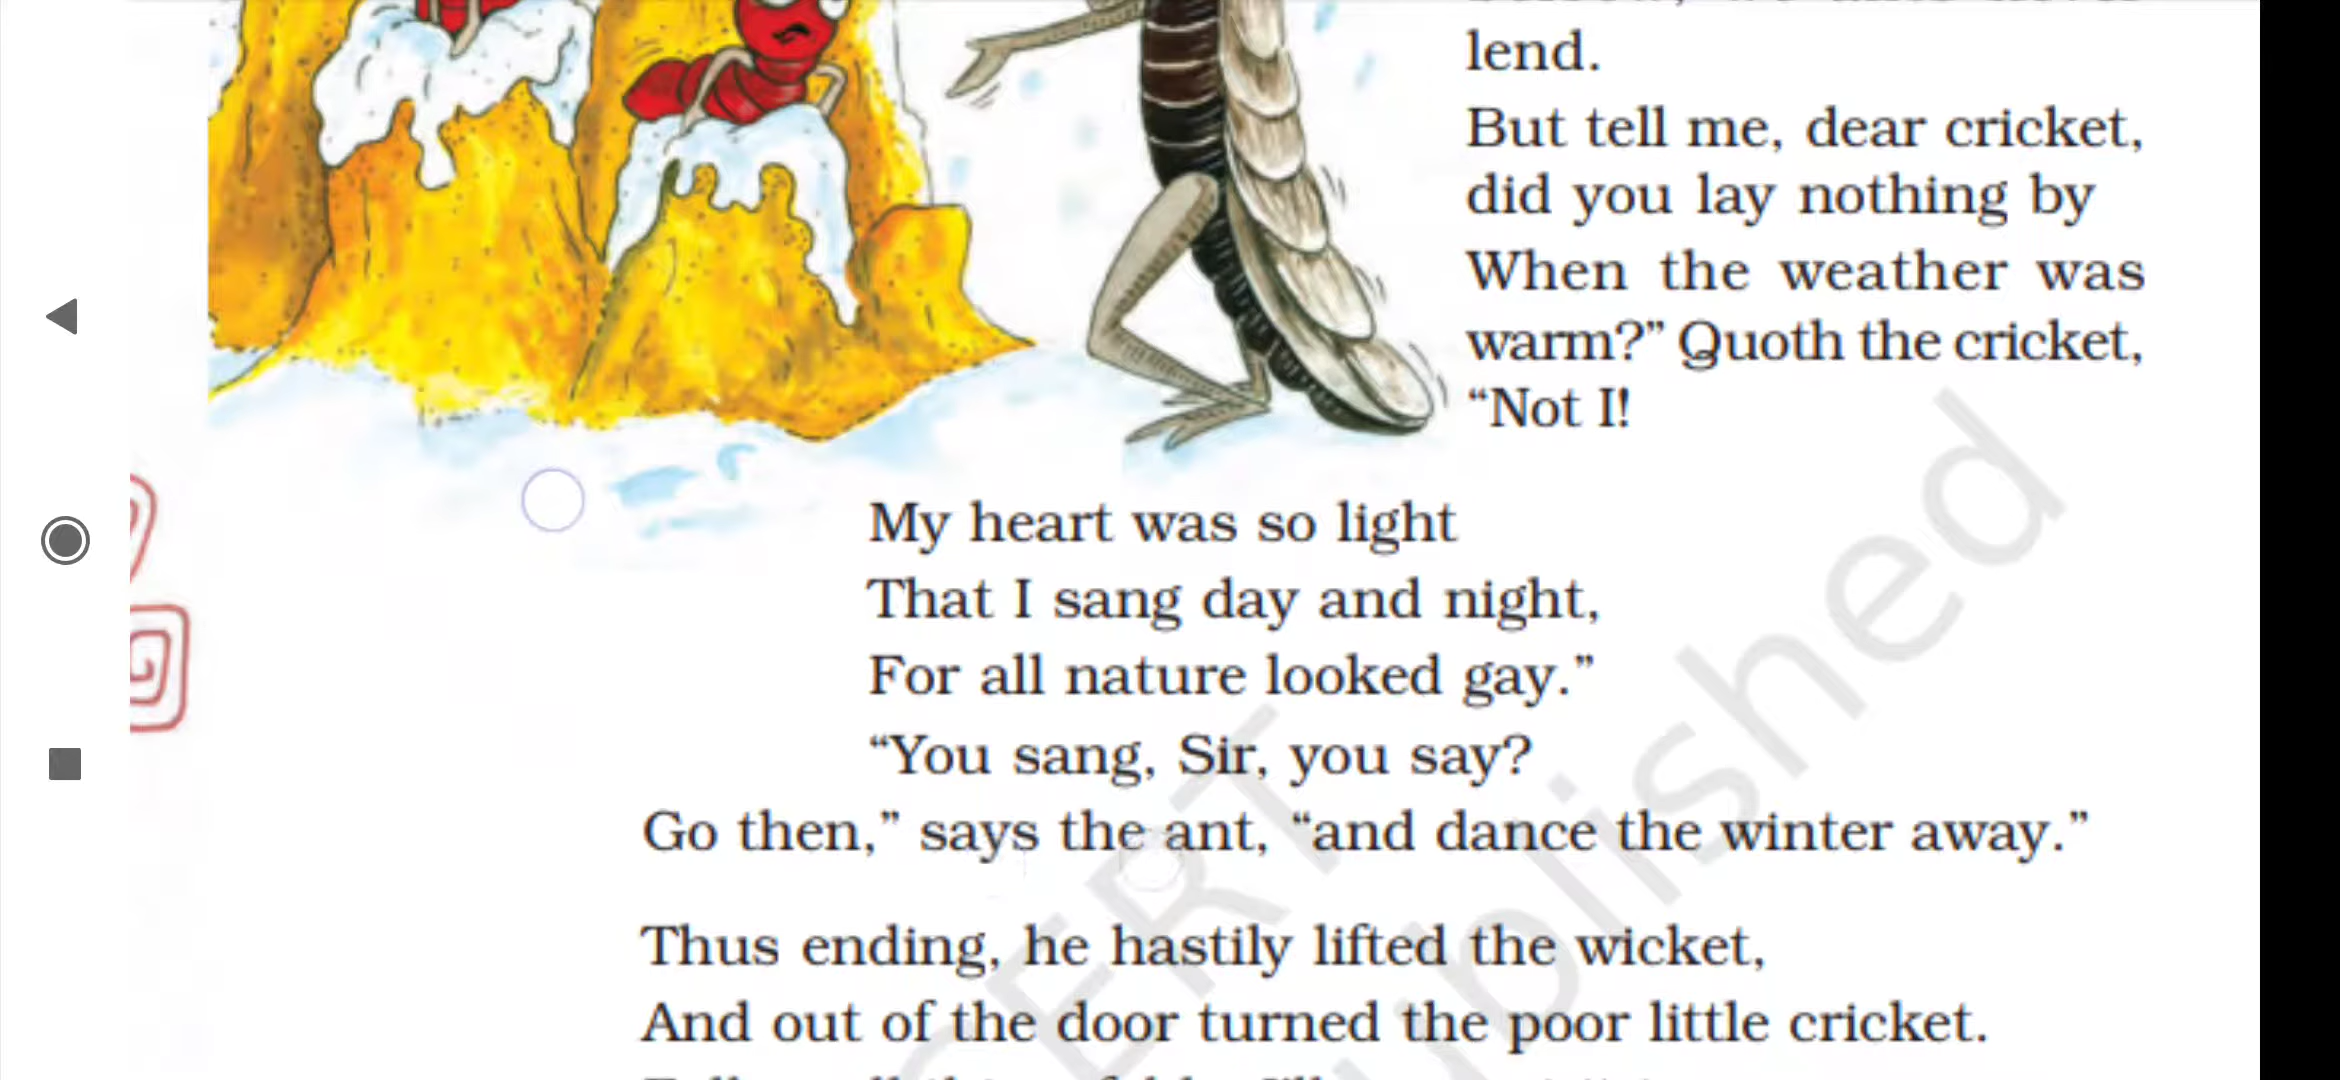 lend.
But tell me, dear cricket,
did you lay nothing by
When the weather was
warm?” Quoth the cricket,
“Not I!
My heart was so light
That I sang day and night,
For all nature looked gay.”
“You sang, Sir, you say?
Go then,” says the ant, “and dance the winter away.”
Thus ending, he hastily lifted the wicket,
And out of the door turned the poor little cricket.